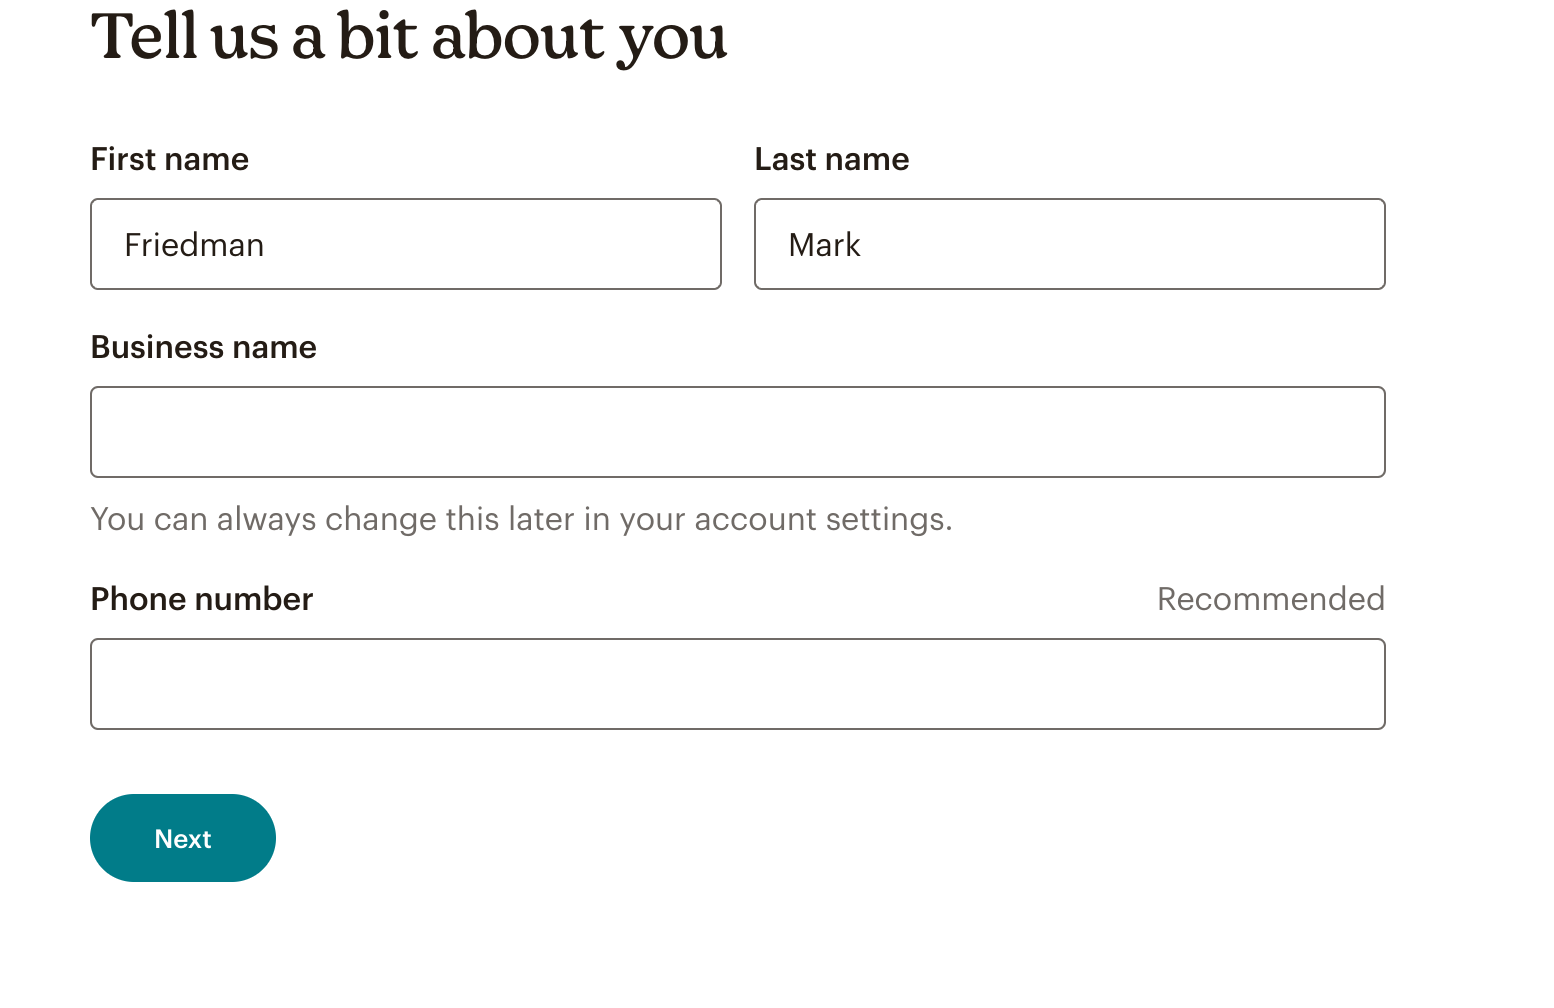 Tell us a bit about you
First name
Last name
Friedman
Mark
Business name
You can always change this later in your account settings.
Phone number
Recommended
Next